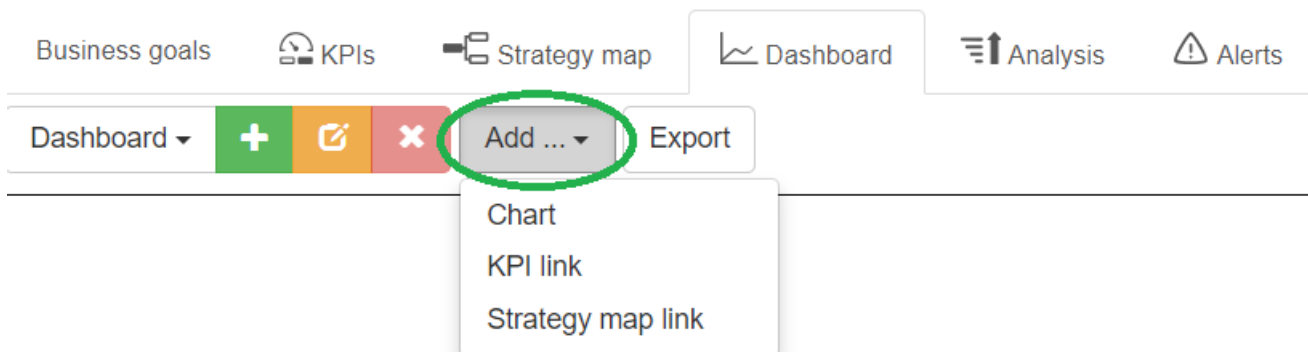 Business goals KPIs Strategy map Dashboard Analysis Alerts
Dashboard Add ... Export
Chart
KPI link
Strategy map link